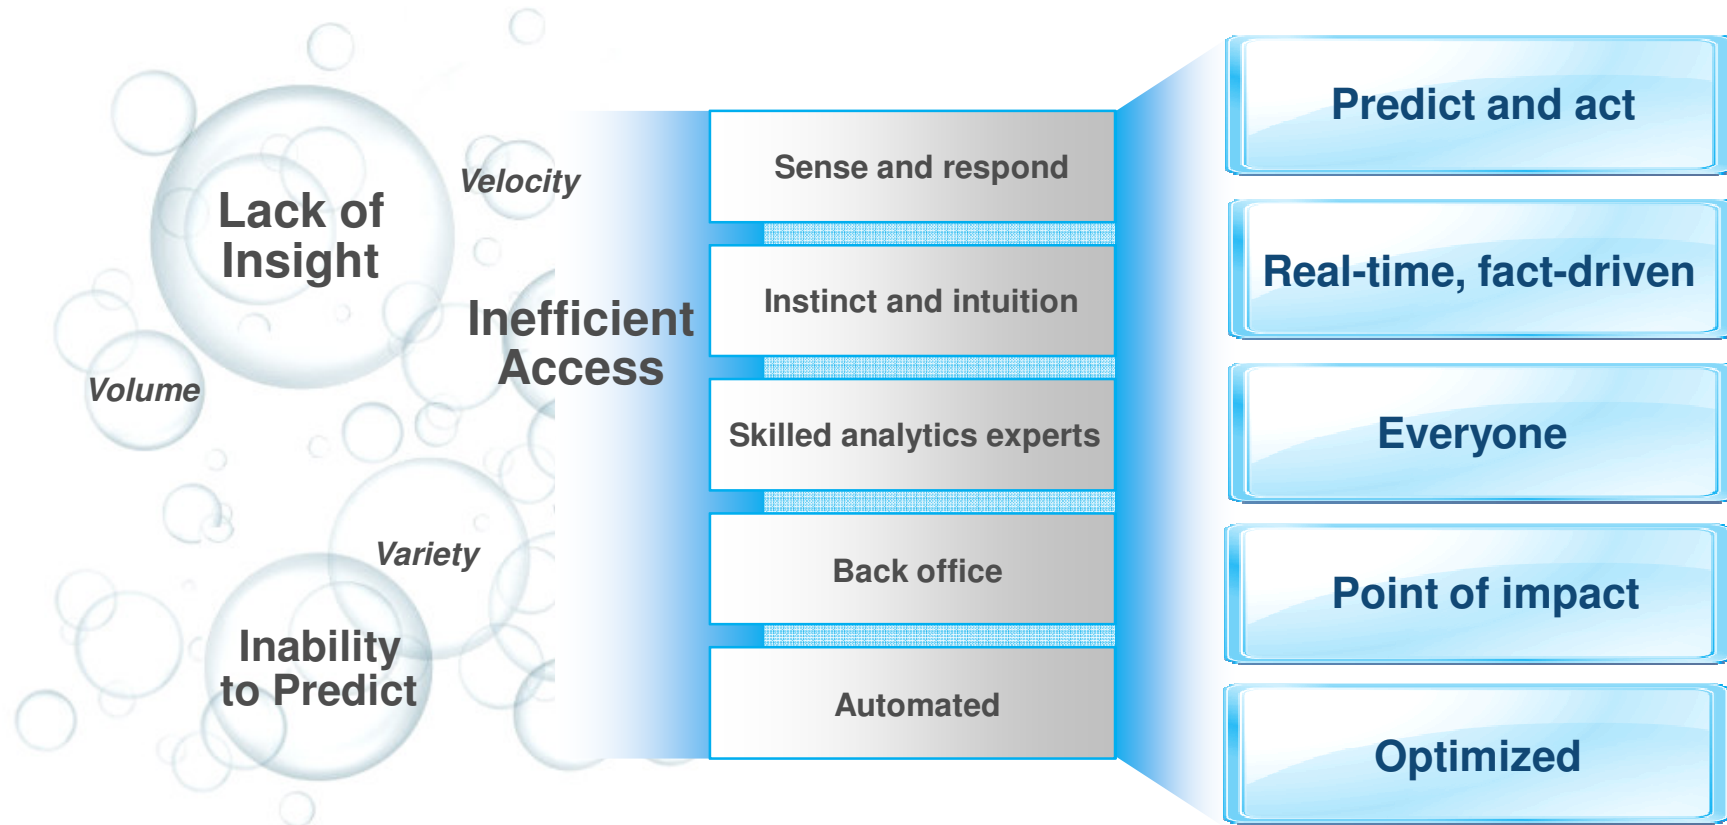 Lack of
Insight
Velocity
Volume
Inefficient
Access
Variety
Inability
to Predict
Sense and respond
Instinct and intuition
Skilled analytics experts
Back office
Automated
Predict and act
Real-time, fact-driven
Everyone
Point of impact
Optimized